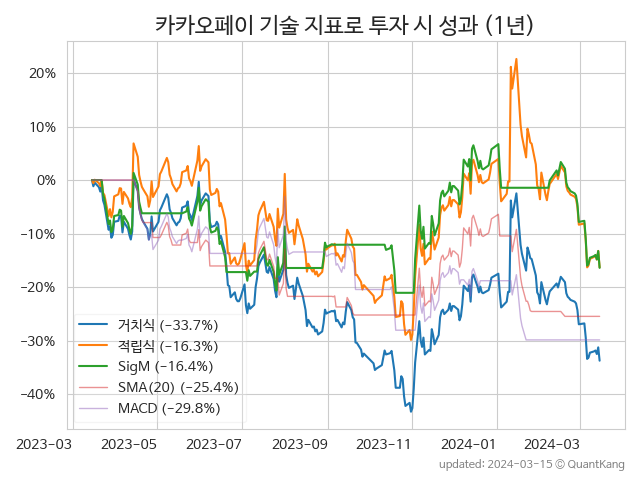 카카오페이 기술 지표로 투자 시 성과 (1년)
20%
10%
0%
−10%
−20%
−30%
−40%
거치식 (−33.7%)
적립식 (−16.3%)
SigM (−16.4%)
SMA(20) (−25.4%)
MACD (−29.8%)
2023−03 2023−05 2023−07 2023−09 2023−11 2024−01 2024−03
updated: 2024-03-15 © QuantKang